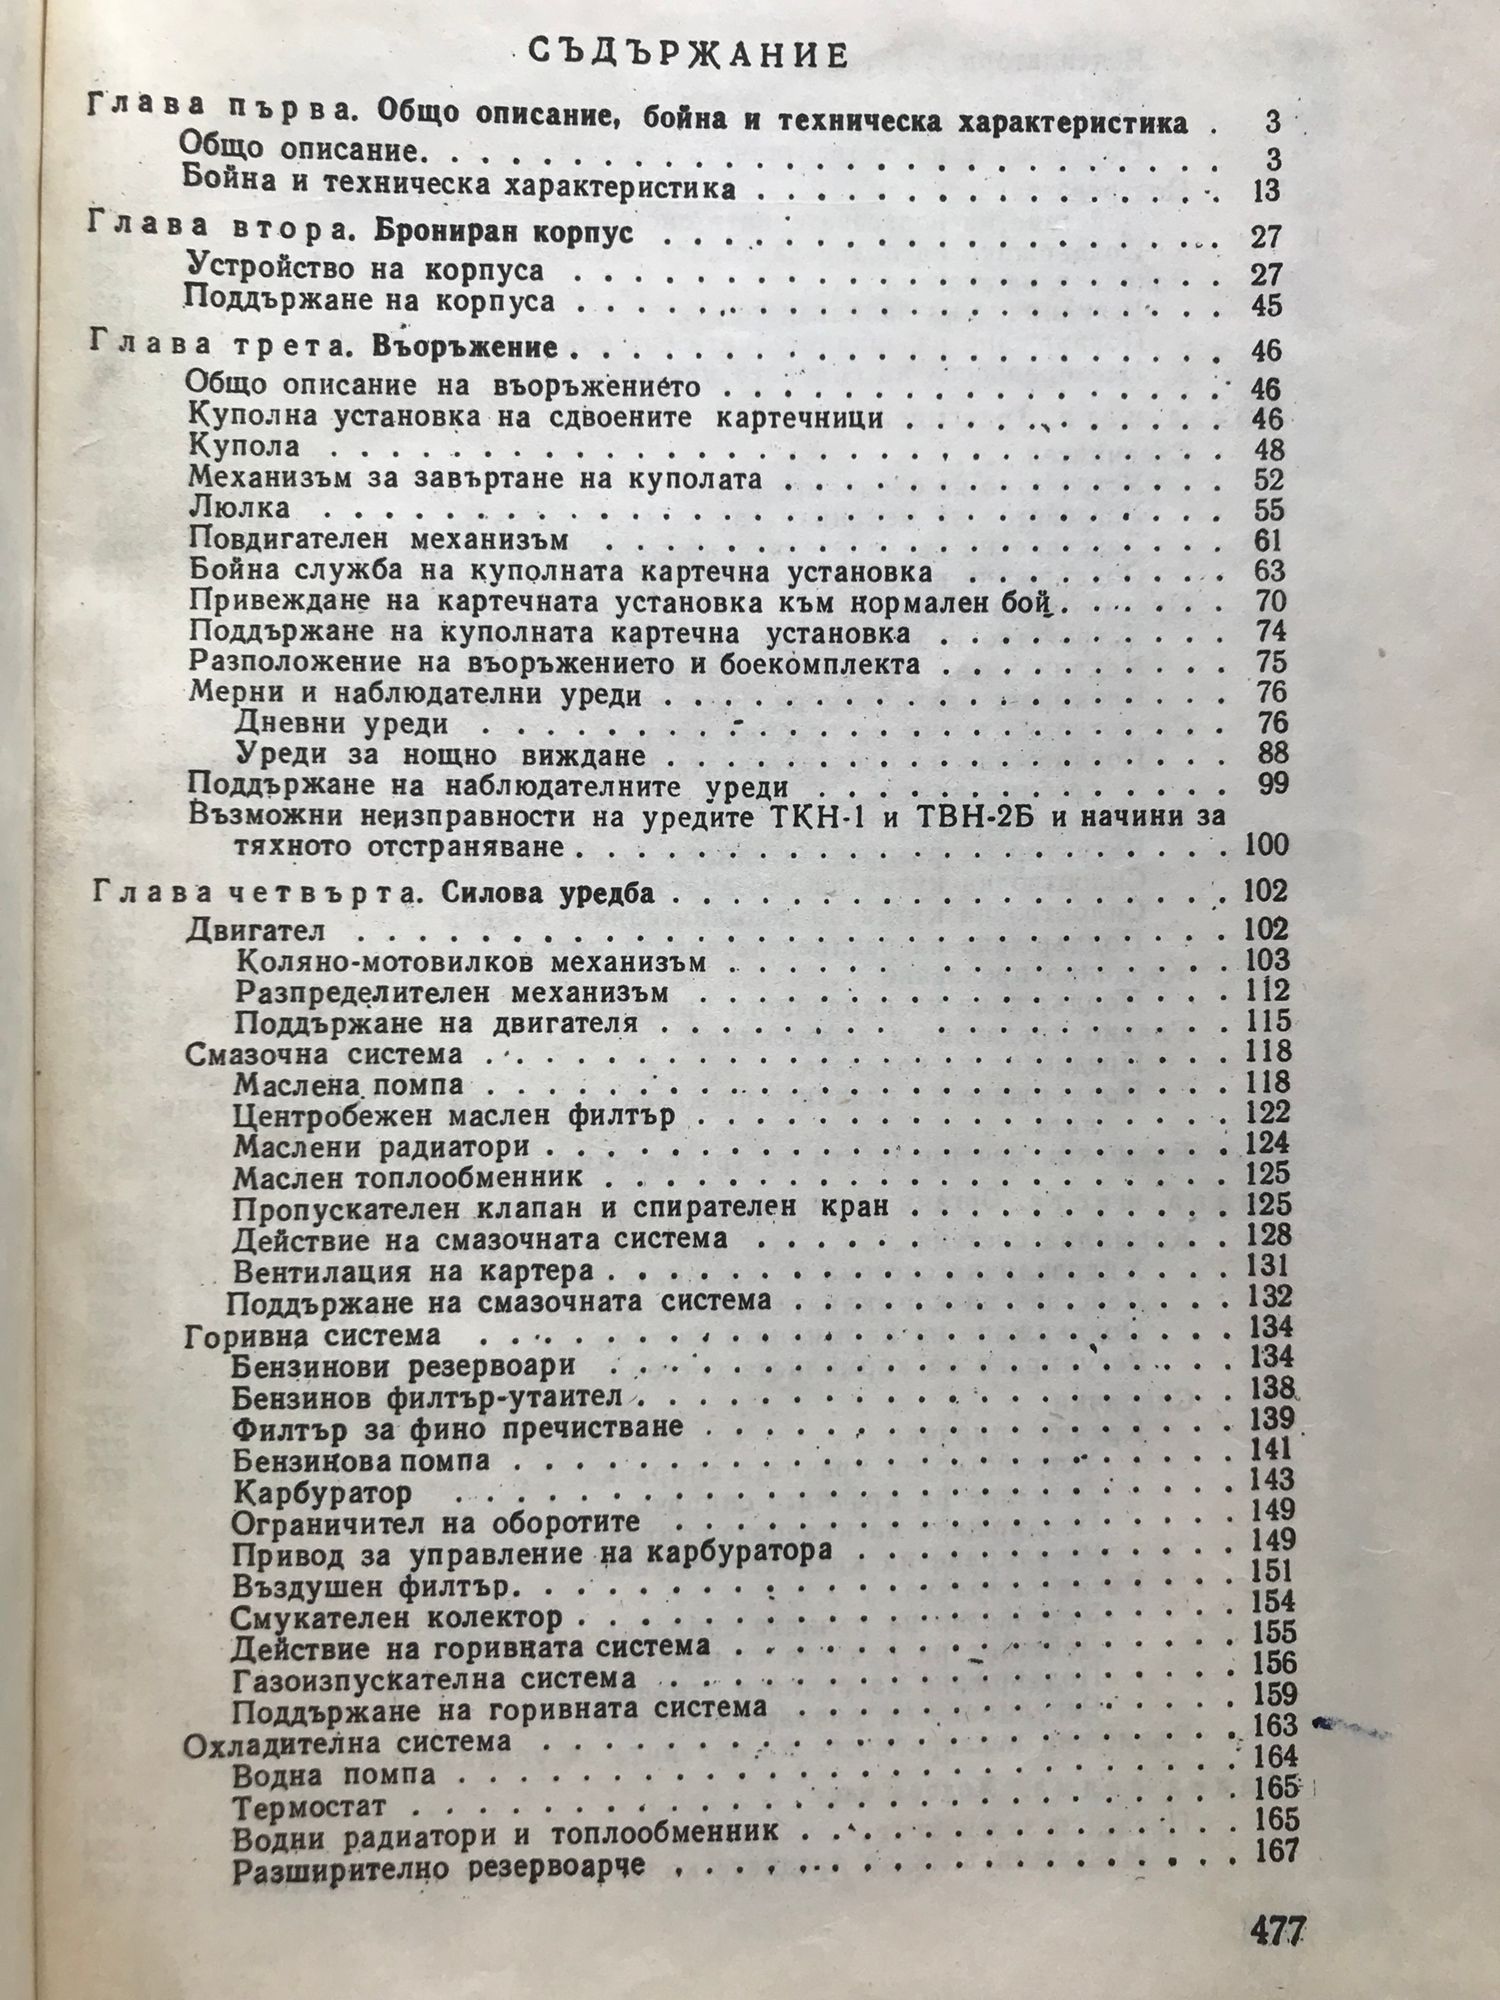 СЪДЪРЖАНИЕ
Глава първа. Общо описание, бойна и техническа характеристика . 3
Общо описание. . . . . . . . . . . . . . . . . . . . 3
Бойна и техническа характеристика . . . . . . . . . . . . 13
Глава втора. Брониран корпус . . . . . . . . . . . . . . 27
Устройство на корпуса . . . . . . . . . . . . . . . . . 27
Поддържане на корпуса . . . . . . . . . . . . . . . . . 45
Глава трета. Въоръжение . . . . . . . . . . . . . . . . . 46
Общо описание на въоръжението . . . . . . . . . . . . . . 46
Куполна установка на сдвоените картечници . . . . . . . . . 46
Купола . . . . . . . . . . . . . . . . . . . . . . . 48
Механизъм за завъртане на куполата . . . . . . . . . . . . 52
Люлка . . . . . . . . . . . . . . . . . . . . . . . 55
Повдигателен механизъм . . . . . . . . . . . . . . . . 61
Бойна служба на куполната картечна установка . . . . . . . 63
Привеждане на картечната установка към нормален бой . . . . . 70
Поддържане на куполната картечна установка . . . . . . . . 74
Разположение на въоръжението и боекомплекта . . . . . . . . 75
Мерни и наблюдателни уреди . . . . . . . . . . . . . . . 76
Дневни уреди . . . . . . . . . . . . . . . . . . . . 76
Уреди за нощно виждане . . . . . . . . . . . . . . . . 88
Поддържане на наблюдателните уреди . . . . . . . . . . . 99
Възможни неизправности на уредите ТКН-1 и ТВН-2Б и начини за
тяхното отстраняване . . . . . . . . . . . . . . . . . 100
Глава четвърта. Силова уредба . . . . . . . . . . . . . . 102
Двигател . . . . . . . . . . . . . . . . . . . . . . 102
Коляно-мотовилков механизъм . . . . . . . . . . . . . . 103
Разпределителен механизъм . . . . . . . . . . . . . . . 112
Поддържане на двигателя . . . . . . . . . . . . . . . . 115
Смазочна система . . . . . . . . . . . . . . . . . . . 118
Маслена помпа . . . . . . . . . . . . . . . . . . . . 118
Центробежен маслен филтър . . . . . . . . . . . . . . . 122
Маслени радиатори . . . . . . . . . . . . . . . . . . 124
Маслен топлообменник . . . . . . . . . . . . . . . . . 125
Пропускателен клапан и спирателен кран . . . . . . . . . . 125
Действие на смазочната система . . . . . . . . . . . . . 128
Вентилация на картера . . . . . . . . . . . . . . . . . 131
Поддържане на смазочната система . . . . . . . . . . . . . 132
Горивна система . . . . . . . . . . . . . . . . . . . 134
Бензинови резервоари . . . . . . . . . . . . . . . . . 134
Бензинов филтър-утаител . . . . . . . . . . . . . . . . 138
Филтър за фино пречистване . . . . . . . . . . . . . . . 139
Бензинова помпа . . . . . . . . . . . . . . . . . . . 141
Карбуратор . . . . . . . . . . . . . . . . . . . . . 143
Ограничител на оборотите . . . . . . . . . . . . . . . . 149
Привод за управление на карбуратора . . . . . . . . . . . 149
Въздушен филтър. . . . . . . . . . . . . . . . . . . . 151
Смукателен колектор . . . . . . . . . . . . . . . . . . 154
Действие на горивната система . . . . . . . . . . . . . . 155
Газоизпускателна система . . . . . . . . . . . . . . . . 156
Поддържане на горивната система . . . . . . . . . . . . . 159
Охладителна система . . . . . . . . . . . . . . . . . . 163
Водна помпа . . . . . . . . . . . . . . . . . . . . . 164
Термостат . . . . . . . . . . . . . . . . . . . . . . 165
Водни радиатори и топлообменник . . . . . . . . . . . . . 165
Разширително резервоарче . . . . . . . . . . . . . . . . 167
477